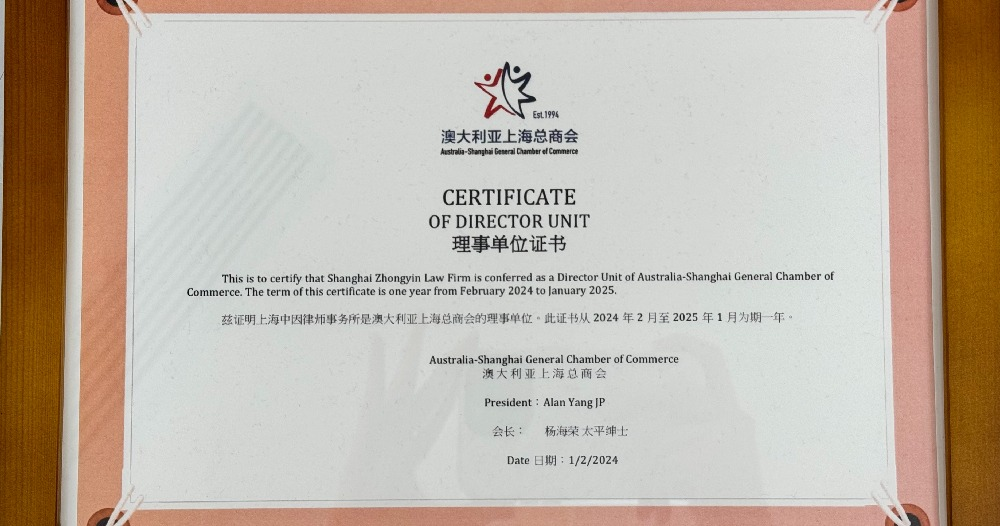 Est.1994
澳大利亚上海总商会
Australia-Shanghai General Chamber of Commerce
CERTIFICATE
OF DIRECTOR UNIT
理事单位证书
This is to certify that Shanghai Zhongyin Law Firm is conferred as a Director Unit of Australia-Shanghai General Chamber of
Commerce. The term of this certificate is one year from February 2024 to January 2025.
兹证明上海中因律师事务所是澳大利亚上海总商会的理事单位。此证书从 2024 年 2 月至 2025 年 1 月为期一年。
Australia-Shanghai General Chamber of Commerce
澳大利亚上海总商会
President：Alan Yang JP
会长： 杨海荣 太平绅士
Date 日期：1/2/2024